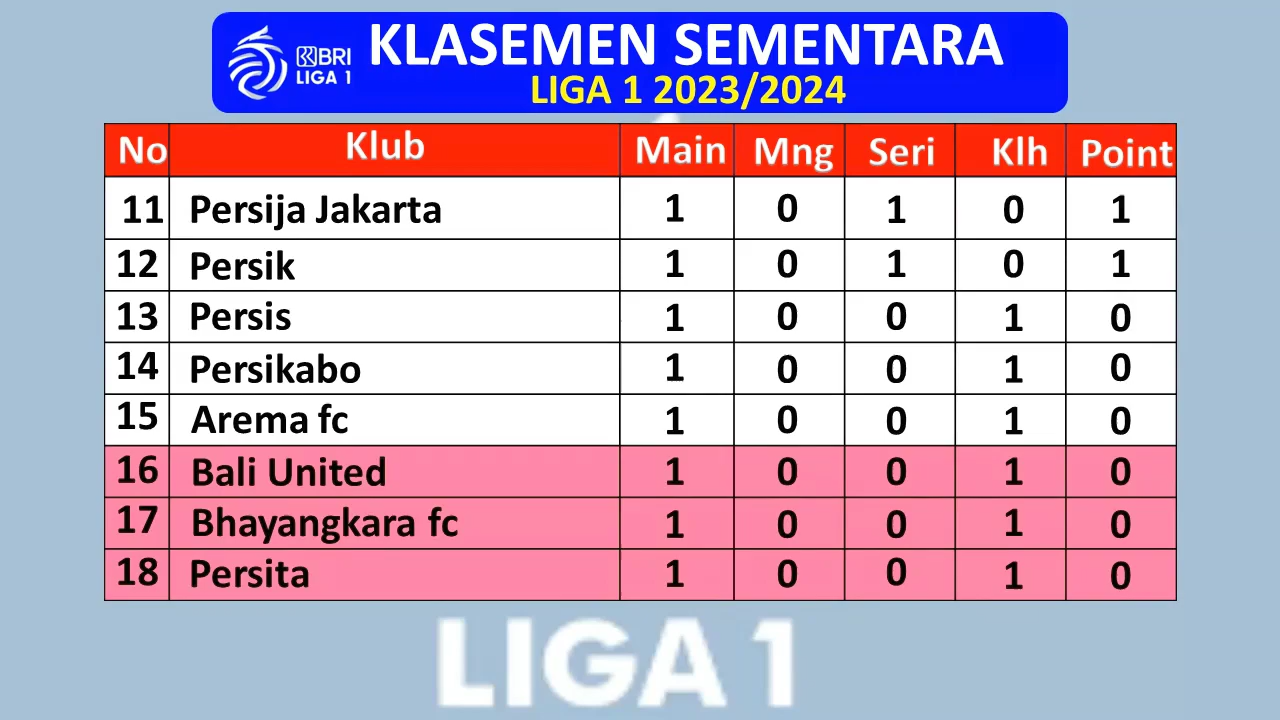 BRI
LIGA 1
KLASEMEN SEMENTARA
LIGA 1 2023/2024
No Klub Main Mng Seri Klh Point
11 Persija Jakarta 1 0 1 0 1
12 Persik 1 0 1 0 1
13 Persis 1 0 0 1 0
14 Persikabo 1 0 0 1 0
15 Arema fc 1 0 0 1 0
16 Bali United 1 0 0 1 0
17 Bhayangkara fc 1 0 0 1 0
18 Persita 1 0 0 1 0
LIGA 1